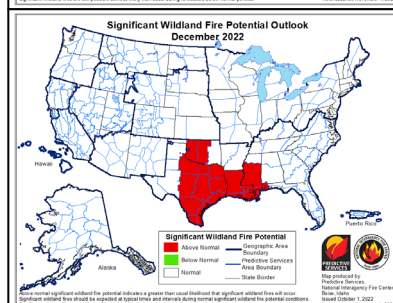 Significant Wildland Fire Potential Outlook
December 2022
Hawaii
Alaska
Puerto Rico
Significant Wildland Fire Potential
Above Normal
Below Normal
Normal
Geographic Area
Boundary
Predictive Services
Area Boundary
State Border
PREDICTIVE
SERVICES
Map produced by
Predictive Services,
National Interagency Fire Center
Boise, Idaho
Issued October 1, 2022
Above normal significant wildland fire potential indicates a greater than usual likelihood that significant wildland fires will occur.
Significant wildland fires should be expected at typical times and intervals during normal significant wildland fire potential conditions.